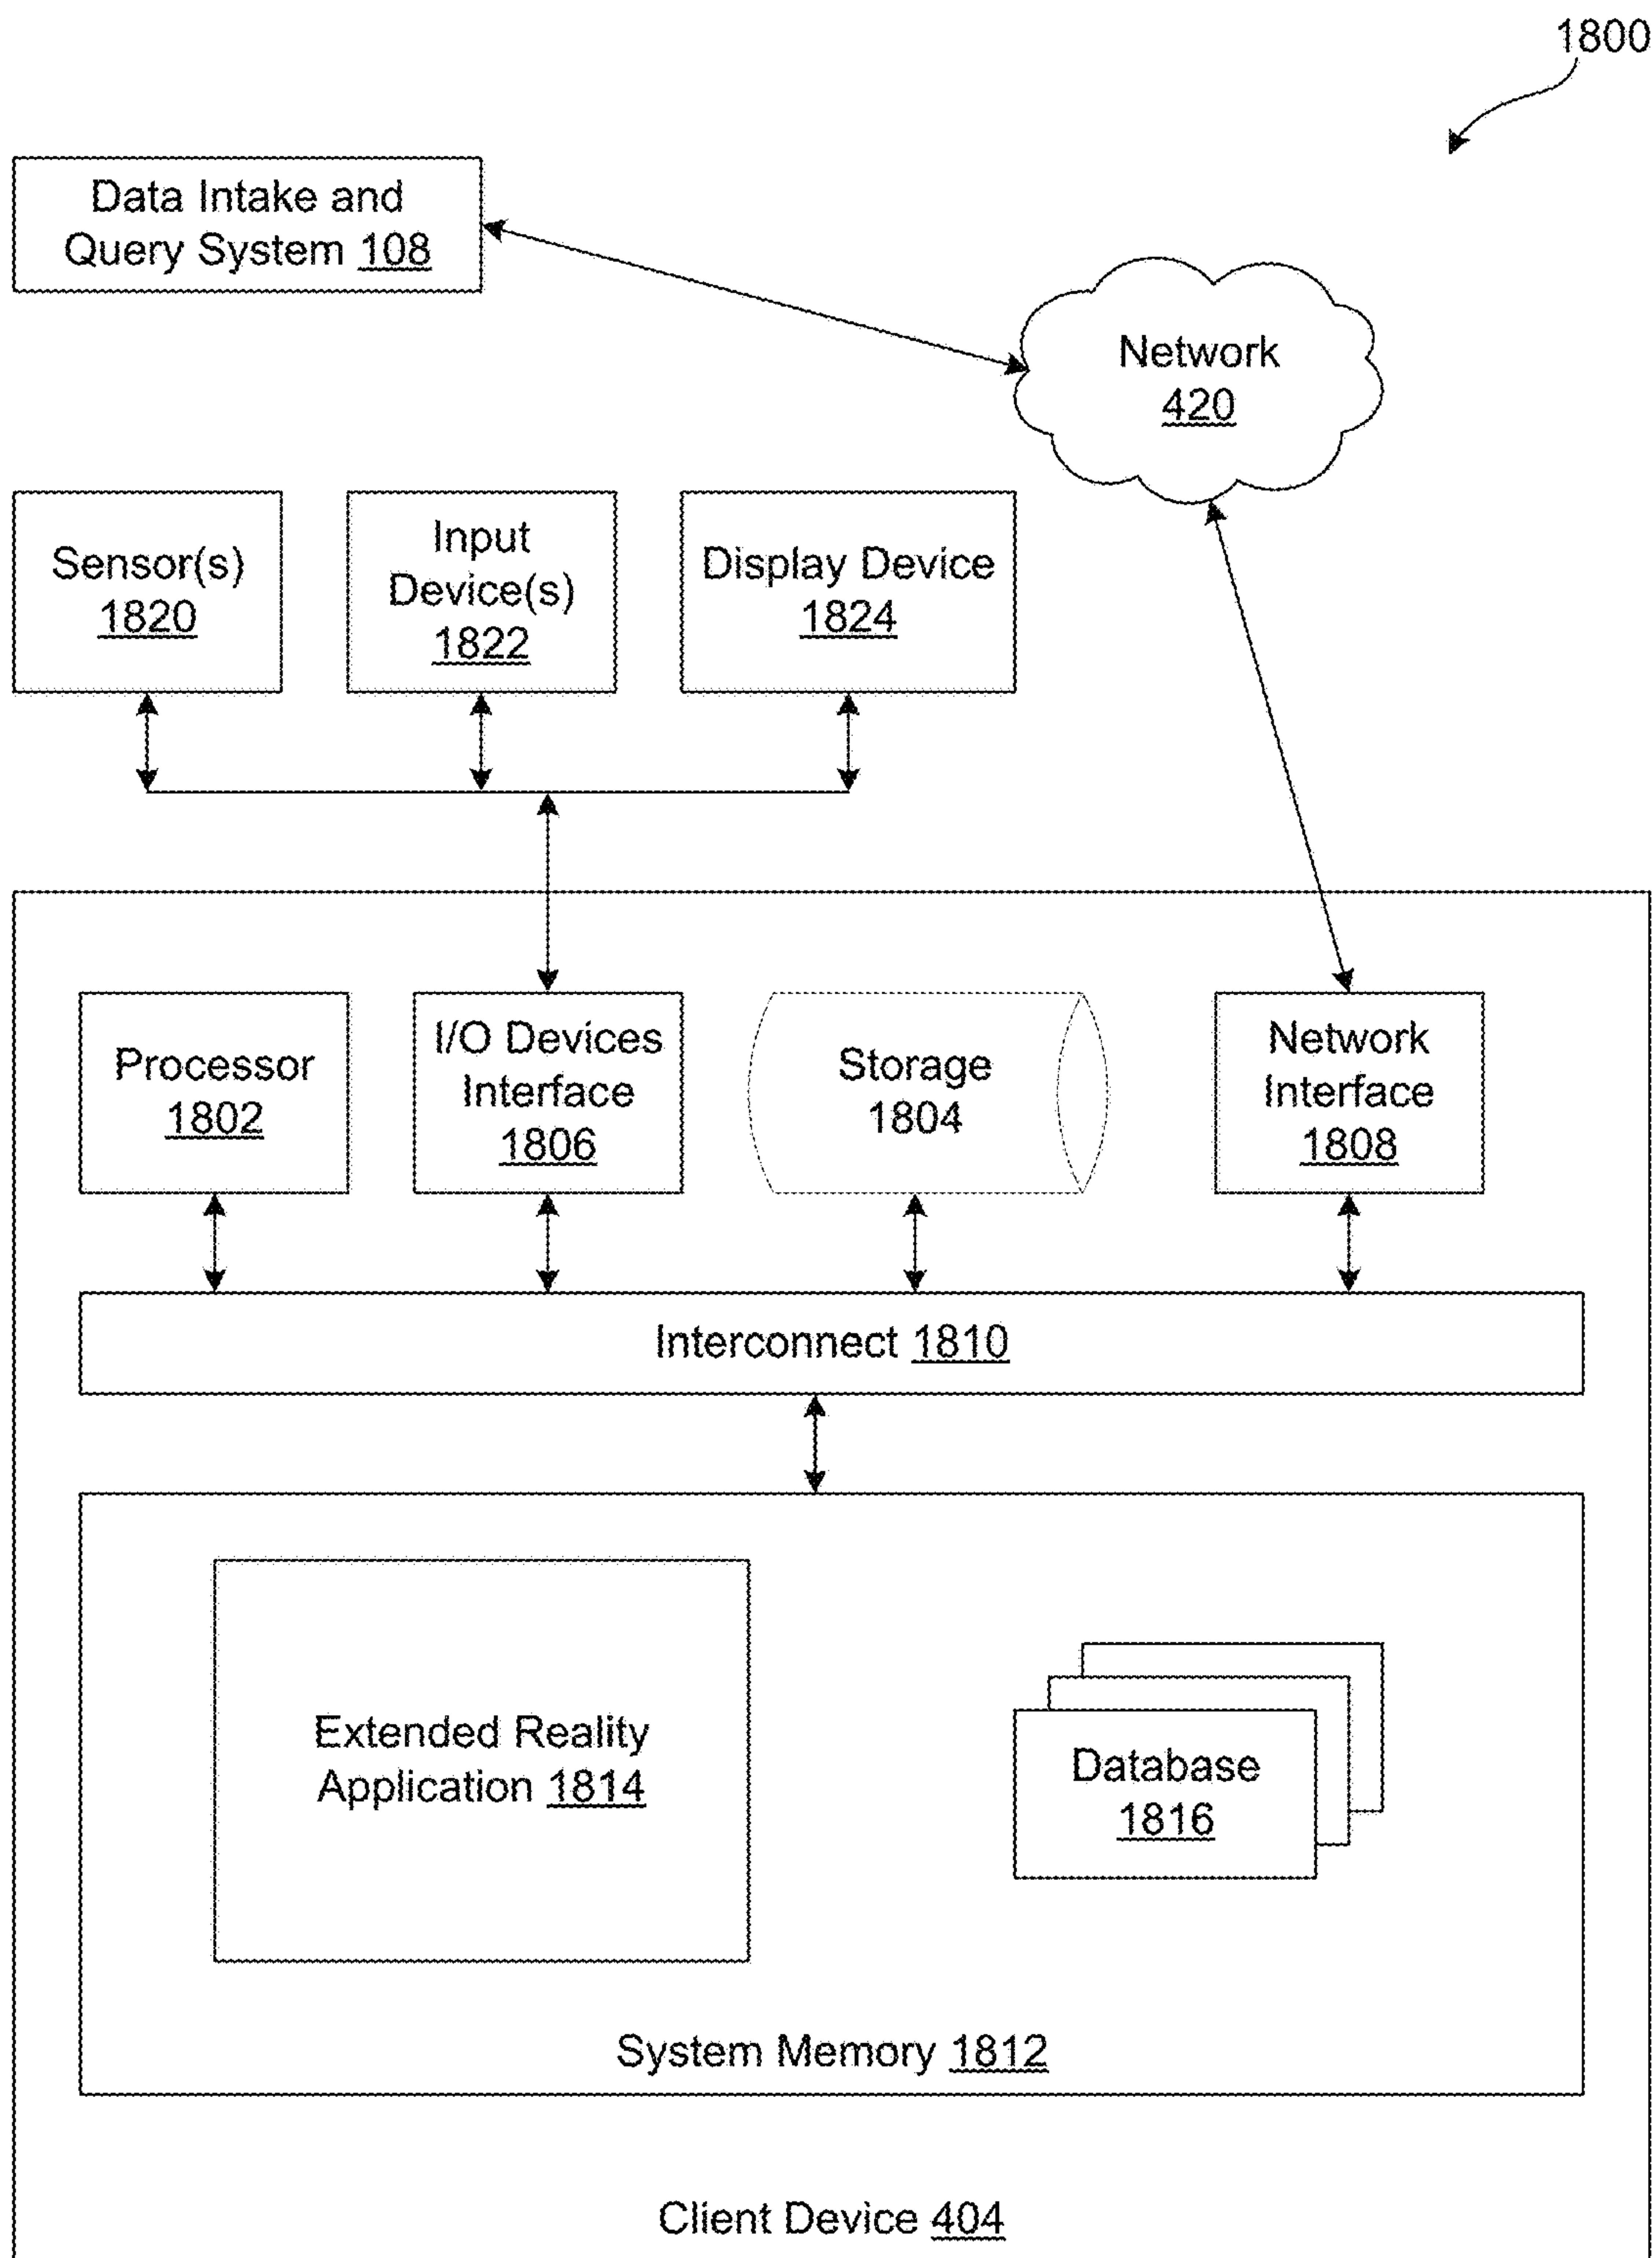 1800
Data Intake and
Query System 108
Network
420
Sensor(s)
1820
Input
Device(s)
1822
Display Device
1824
Processor
1802
I/O Devices
Interface
1806
Storage
1804
Network
Interface
1808
Interconnect 1810
Extended Reality
Application 1814
Database
1816
System Memory 1812
Client Device 404